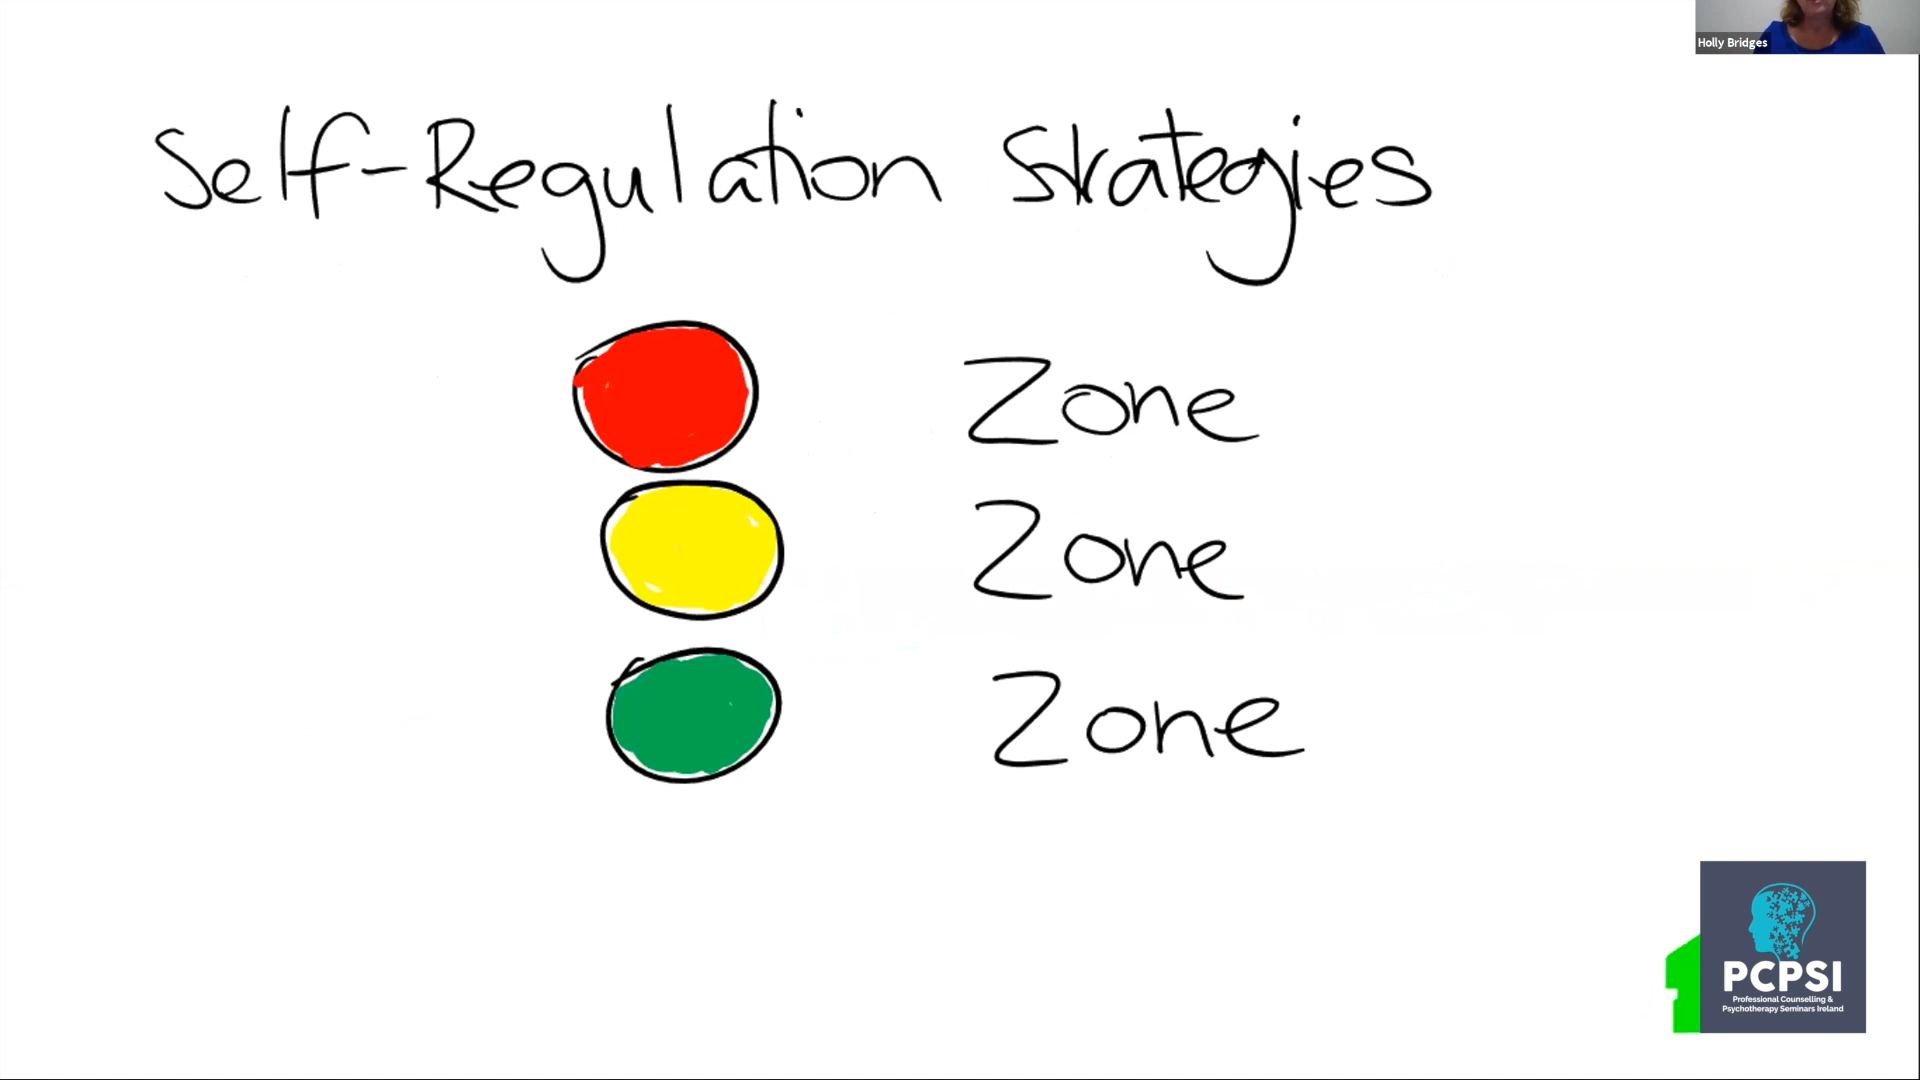 Holly Bridges
Self-Regulation Strategies
Zone
Zone
Zone
PCPSI
Professional Counselling &
Psychotherapy Seminars Ireland